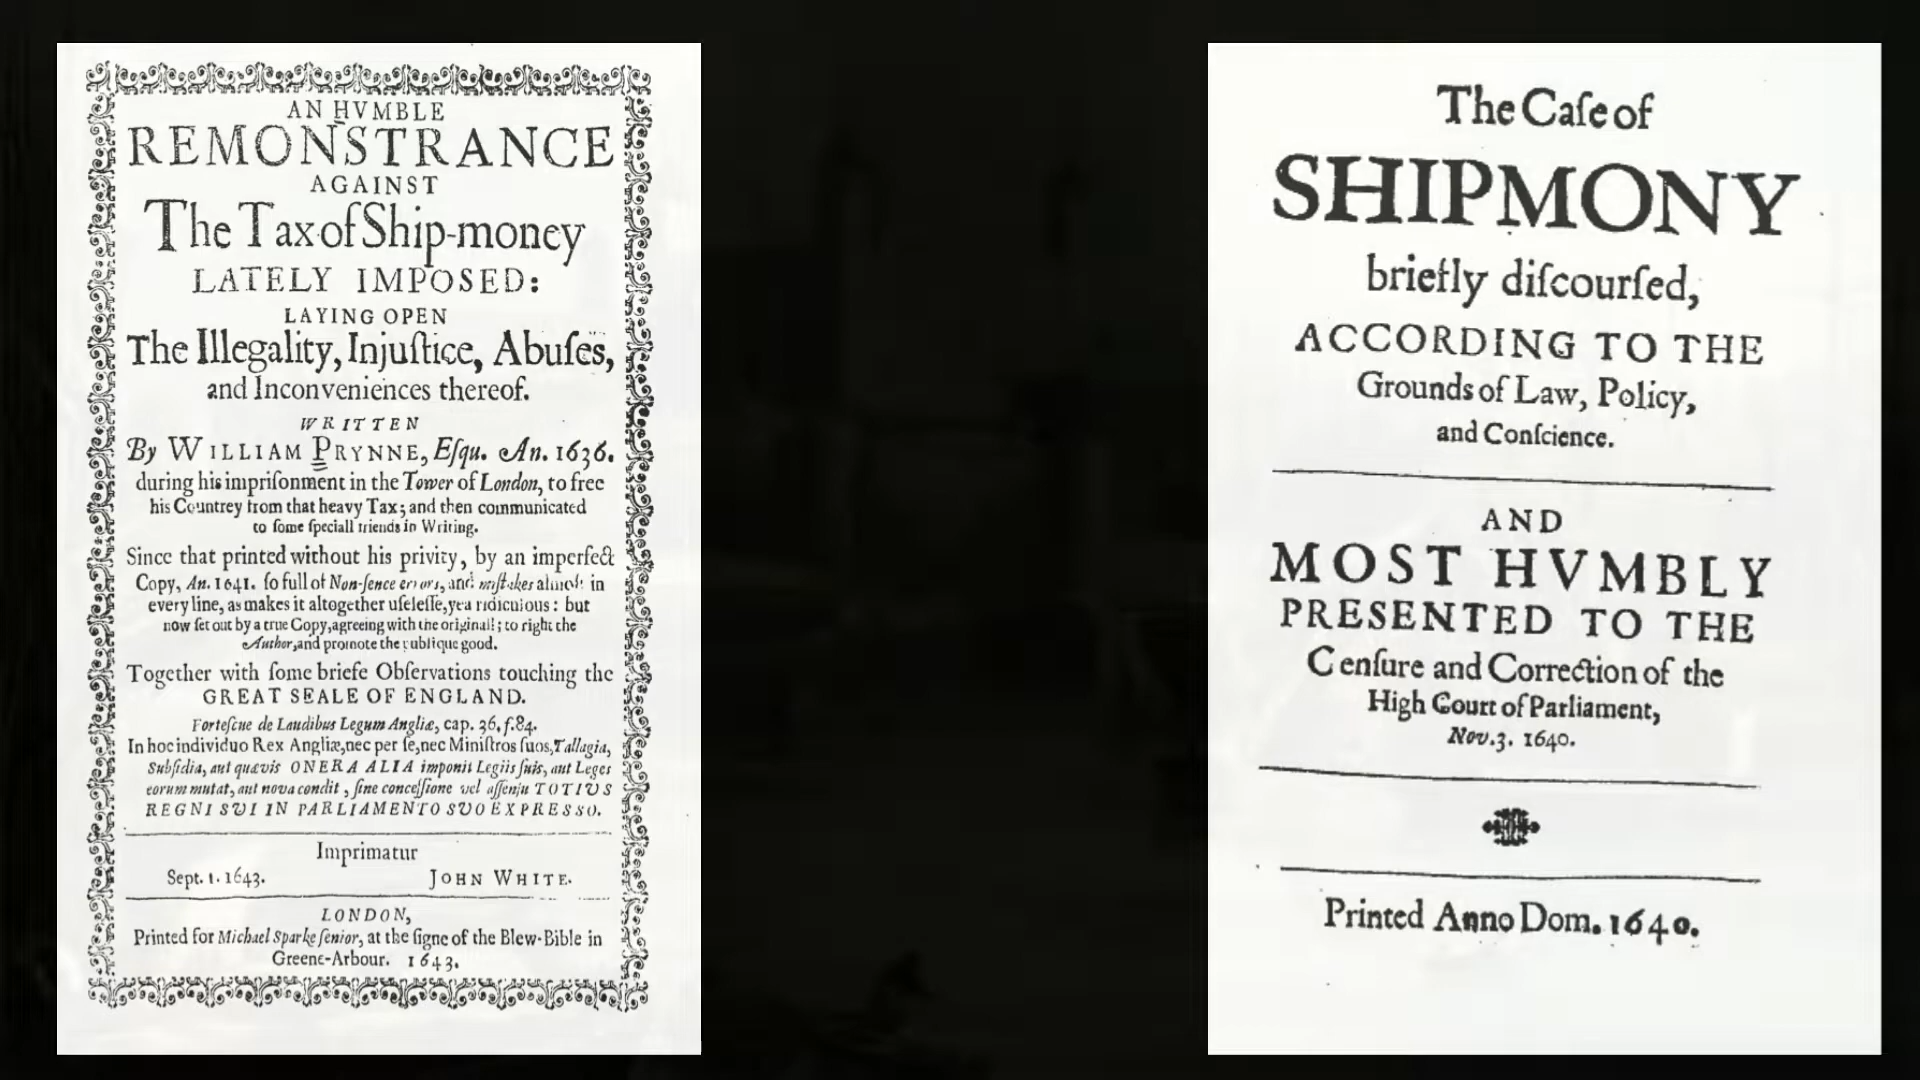 AN HVMBLE
REMONSTRANCE
AGAINST
The Tax of Ship-money
LATELY IMPOSED:
LAYING OPEN
The Illegality, Injuſtice, Abuſes,
and Inconveniences thereof.
WRITTEN
By WILLIAM PRYNNE, Eſqu. An. 1636.
during his impriſonment in the Tower of London, to free
his Countrey from that heavy Tax; and then communicated
to ſome ſpeciall friends in Writing.
Since that printed without his privity, by an imperfect
Copy, An. 1641. ſo full of Non-ſence errors, and miſtakes almoſt in
every line, as makes it altogether uſeleſſe, yea ridiculous: but
now ſet out by a true Copy, agreeing with the originall; to right the
Author, and promote the publique good.
Together with ſome briefe Obſervations touching the
GREAT SEALE OF ENGLAND.
Forteſcue de Laudibus Legum Angliæ, cap. 36, f.84.
In hoc individuo Rex Angliæ, nec per ſe, nec Miniſtros ſuos, Tallagia,
Subſidia, aut quævis ONERA ALIA imponit Legiis ſuis, aut Leges
eorum mutat, aut nova condit, ſine conceſſione vel aſſenſu TOTIVS
REGNI SVI IN PARLIAMENTO SVO EXPRESSO.
Imprimatur
Sept. 1. 1643. JOHN WHITE.
LONDON,
Printed for Michael Sparke ſenior, at the ſigne of the Blew-Bible in
Greene-Arbour. 1643.
The Caſe of
SHIPMONY
briefly diſcourſed,
ACCORDING TO THE
Grounds of Law, Policy,
and Conſcience.
AND
MOST HVMBLY
PRESENTED TO THE
Cenſure and Correction of the
High Court of Parliament,
Nov. 3. 1640.
Printed Anno Dom. 1640.